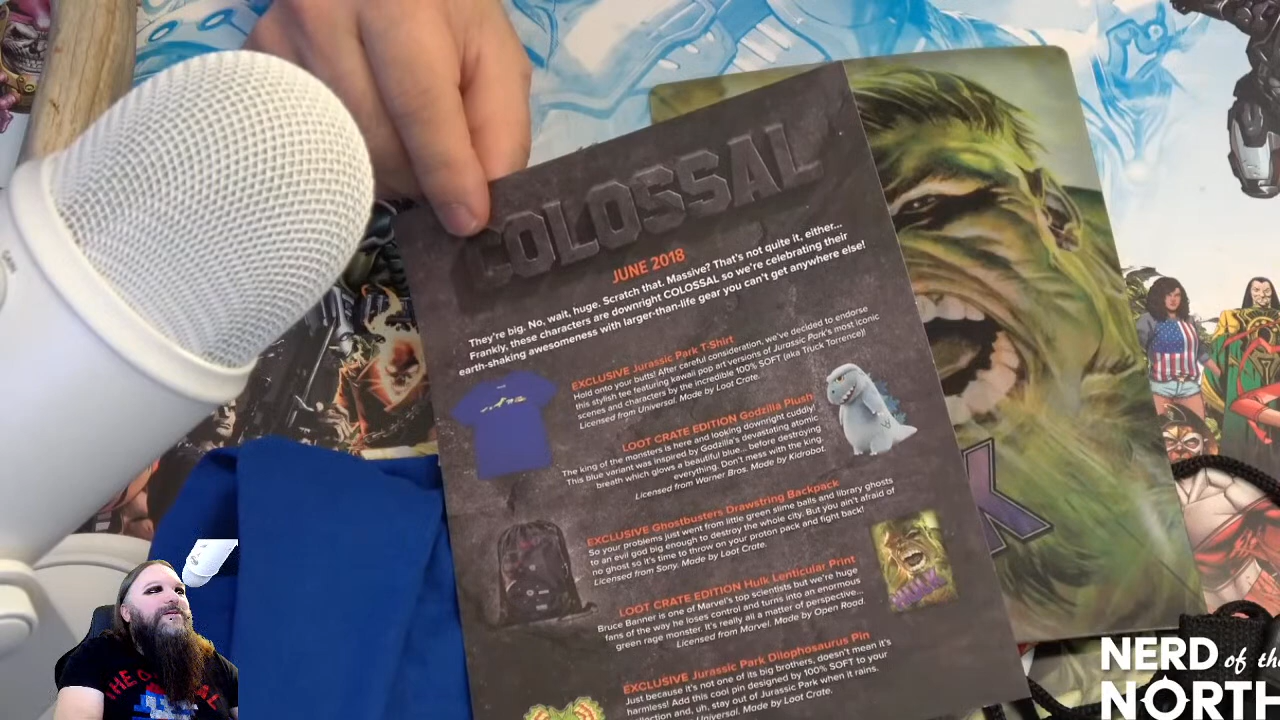 COLOSSAL
JUNE 2018
They're big. No, wait, huge. Scratch that. Massive? That's not quite it, either...
Frankly, these characters are downright COLOSSAL so we're celebrating their
earth-shaking awesomeness with larger-than-life gear you can't get anywhere else!
EXCLUSIVE Jurassic Park T-Shirt
Hold onto your butts! After careful consideration, we've decided to endorse
this stylish tee featuring kawaii pop art versions of Jurassic Park's most iconic
scenes and characters by the incredible 100% SOFT (aka Truck Torrence)!
Licensed from Universal. Made by Loot Crate.
LOOT CRATE EDITION Godzilla Plush
The king of the monsters is here and looking downright cuddly!
This blue variant was inspired by Godzilla's devastating atomic
breath which glows a beautiful blue... before destroying
everything. Don't mess with the king.
Licensed from Warner Bros. Made by Kidrobot.
EXCLUSIVE Ghostbusters Drawstring Backpack
So your problems just went from little green slime balls and library ghosts
to an evil god big enough to destroy the whole city. But you ain't afraid of
no ghost so it's time to throw on your proton pack and fight back!
Licensed from Sony. Made by Loot Crate.
LOOT CRATE EDITION Hulk Lenticular Print
Bruce Banner is one of Marvel's top scientists but we're huge
fans of the way he loses control and turns into an enormous
green rage monster. It's really all a matter of perspective...
Licensed from Marvel. Made by Open Road.
EXCLUSIVE Jurassic Park Dilophosaurus Pin
Just because it's not one of its big brothers, doesn't mean it's
harmless! Add this cool pin designed by 100% SOFT to your
collection and, uh, stay out of Jurassic Park when it rains.
Universal. Made by Loot Crate.
HULK
K
THE O
NERD of the
NORTH